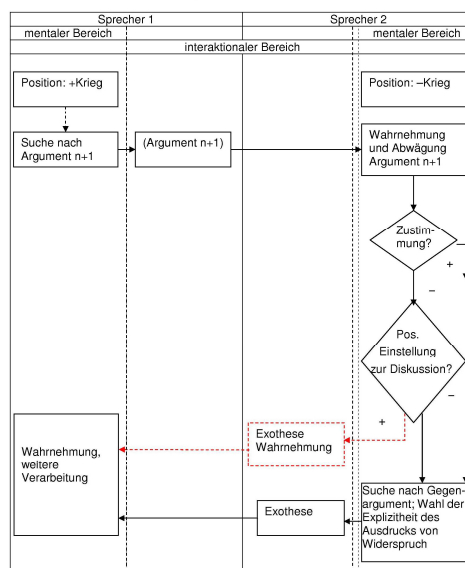 Sprecher 1
Sprecher 2
mentaler Bereich
mentaler Bereich
interaktionaler Bereich
Position: +Krieg
Position: –Krieg
Suche nach
Argument n+1
(Argument n+1)
Wahrnehmung
und Abwägung
Argument n+1
Zustim-
mung?
–
+
–
Pos.
Einstellung
zur Diskussion?
–
+
Exothese
Wahrnehmung
Wahrnehmung,
weitere
Verarbeitung
Suche nach Gegen-
argument; Wahl der
Explizitheit des
Ausdrucks von
Widerspruch
Exothese